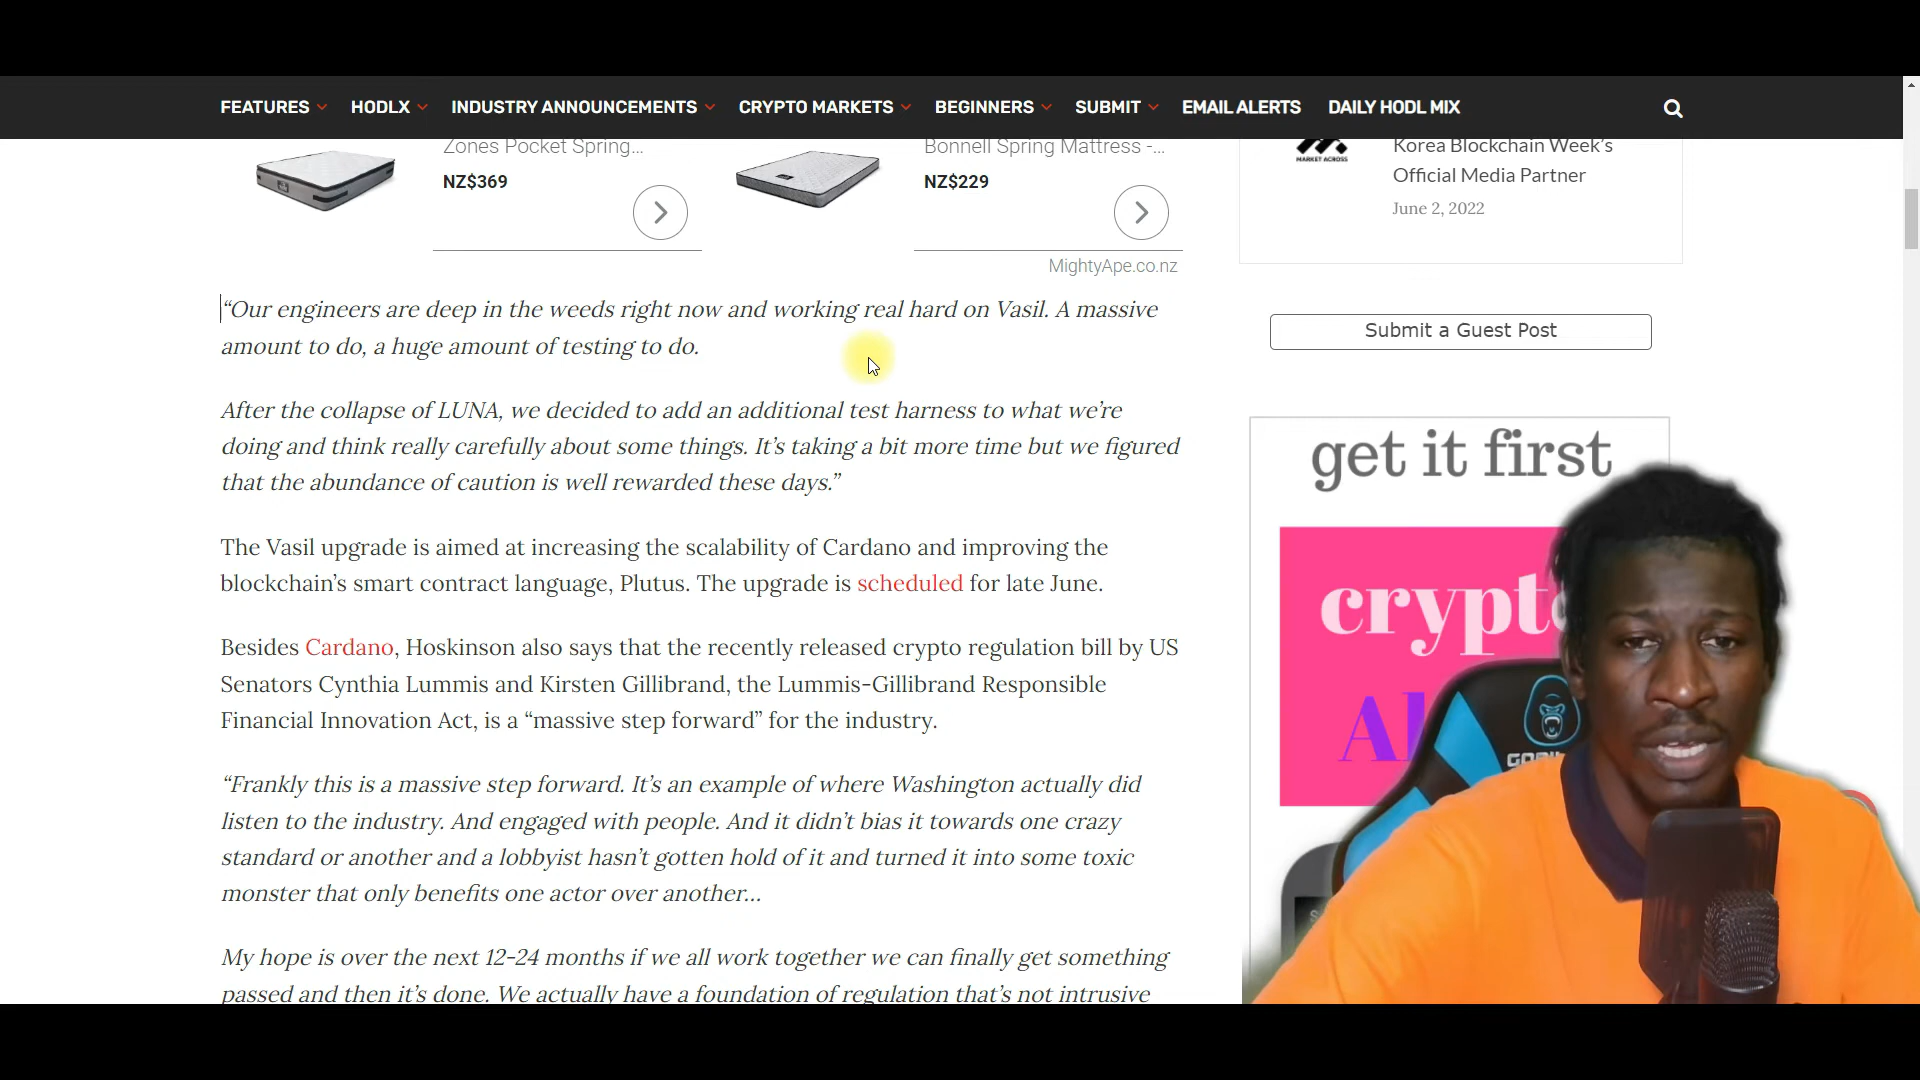 FEATURES HODLX INDUSTRY ANNOUNCEMENTS CRYPTO MARKETS BEGINNERS SUBMIT EMAIL ALERTS DAILY HODL MIX
Zones Pocket Spring...
NZ$369
Bonnell Spring Mattress -...
NZ$229
MightyApe.co.nz
MARKET ACROSS
Korea Blockchain Week’s
Official Media Partner
June 2, 2022
“Our engineers are deep in the weeds right now and working real hard on Vasil. A massive
amount to do, a huge amount of testing to do.
After the collapse of LUNA, we decided to add an additional test harness to what we’re
doing and think really carefully about some things. It’s taking a bit more time but we figured
that the abundance of caution is well rewarded these days.”
The Vasil upgrade is aimed at increasing the scalability of Cardano and improving the
blockchain’s smart contract language, Plutus. The upgrade is scheduled for late June.
Besides Cardano, Hoskinson also says that the recently released crypto regulation bill by US
Senators Cynthia Lummis and Kirsten Gillibrand, the Lummis-Gillibrand Responsible
Financial Innovation Act, is a “massive step forward” for the industry.
“Frankly this is a massive step forward. It’s an example of where Washington actually did
listen to the industry. And engaged with people. And it didn’t bias it towards one crazy
standard or another and a lobbyist hasn’t gotten hold of it and turned it into some toxic
monster that only benefits one actor over another...
My hope is over the next 12-24 months if we all work together we can finally get something
passed and then it’s done. We actually have a foundation of regulation that’s not intrusive
Submit a Guest Post
get it first
crypto